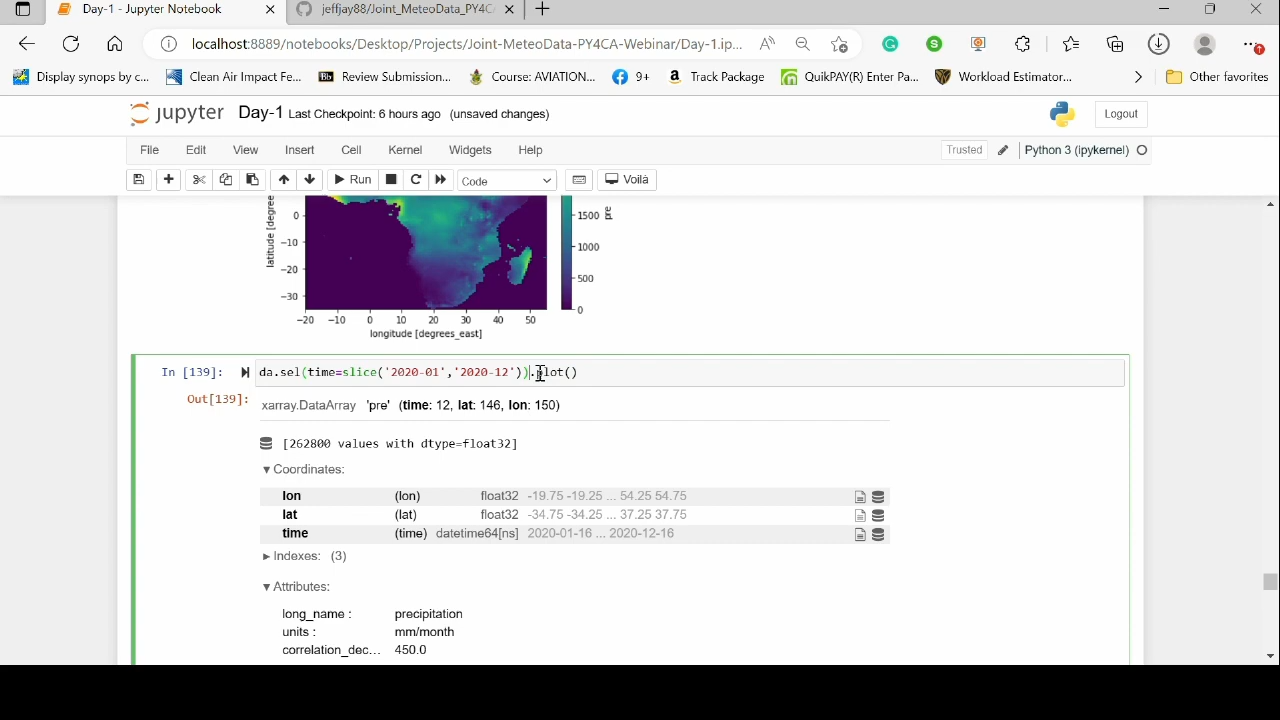 Day-1 - Jupyter Notebook
jeffjay88/Joint_MeteoData_PY4C
localhost:8889/notebooks/Desktop/Projects/Joint-MeteoData-PY4CA-Webinar/Day-1.ip...
Display synops by c...
Clean Air Impact Fe...
Bb Review Submission...
Course: AVIATION...
9+
TrackPackage
QuikPAY(R) Enter Pa...
Workload Estimator...
Other favorites
jupyter Day-1 Last Checkpoint: 6 hours ago (unsaved changes)
Logout
File Edit View Insert Cell Kernel Widgets Help
Trusted
Python 3 (ipykernel)
Run
Code
Voilà
latitude [degree
0
−10
−20
−30
−20 −10 0 10 20 30 40 50
longitude [degrees_east]
1500
1000
500
0
pre
In [139]: da.sel(time=slice('2020-01','2020-12')).plot()
Out[139]: xarray.DataArray 'pre' (time: 12, lat: 146, lon: 150)
[262800 values with dtype=float32]
▼ Coordinates:
lon (lon) float32 -19.75 -19.25 ... 54.25 54.75
lat (lat) float32 -34.75 -34.25 ... 37.25 37.75
time (time) datetime64[ns] 2020-01-16 ... 2020-12-16
► Indexes: (3)
▼ Attributes:
long_name : precipitation
units : mm/month
correlation_dec... 450.0